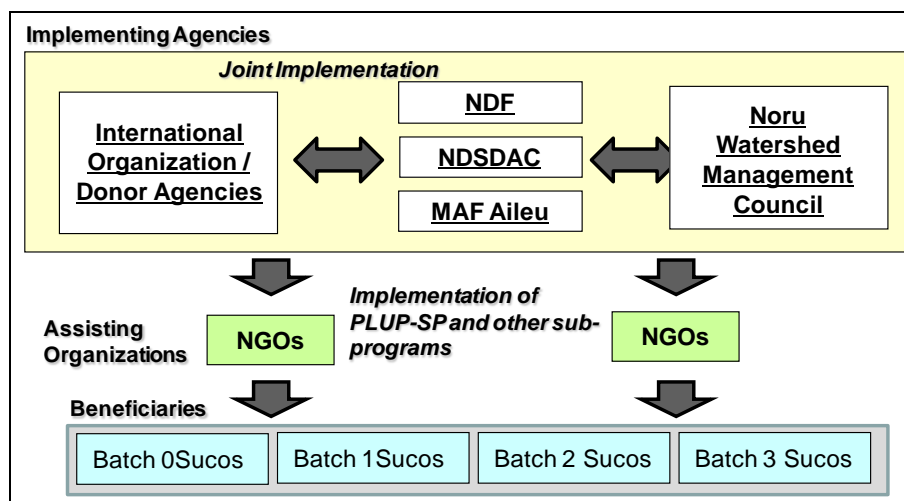 Implementing Agencies
Joint Implementation
International
Organization /
Donor Agencies
NDF
NDSDAC
MAF Aileu
Noru
Watershed
Management
Council
Assisting
Organizations
NGOs
Implementation of
PLUP-SP and other sub-
programs
NGOs
Beneficiaries
Batch 0Sucos
Batch 1Sucos
Batch 2 Sucos
Batch 3 Sucos